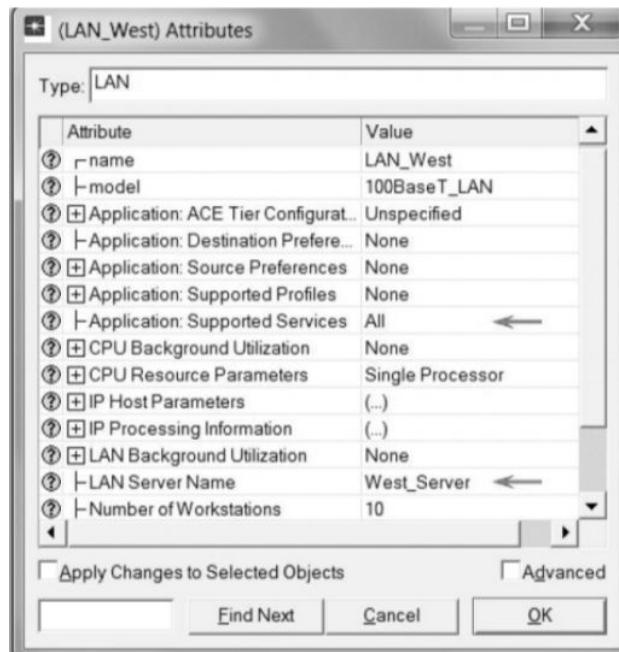 (LAN_West) Attributes
Type: LAN
Attribute Value
name LAN_West
model 100BaseT_LAN
Application: ACE Tier Configurat... Unspecified
Application: Destination Prefere... None
Application: Source Preferences None
Application: Supported Profiles None
Application: Supported Services All
CPU Background Utilization None
CPU Resource Parameters Single Processor
IP Host Parameters (...)
IP Processing Information (...)
LAN Background Utilization None
LAN Server Name West_Server
Number of Workstations 10
Apply Changes to Selected Objects Advanced
Find Next Cancel OK